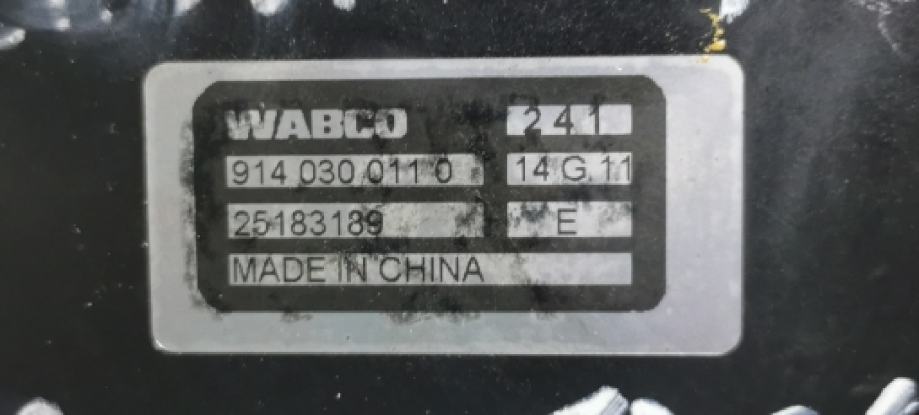 WABCO 241
914 030 011 0 14 G 11
25183189 E
MADE IN CHINA